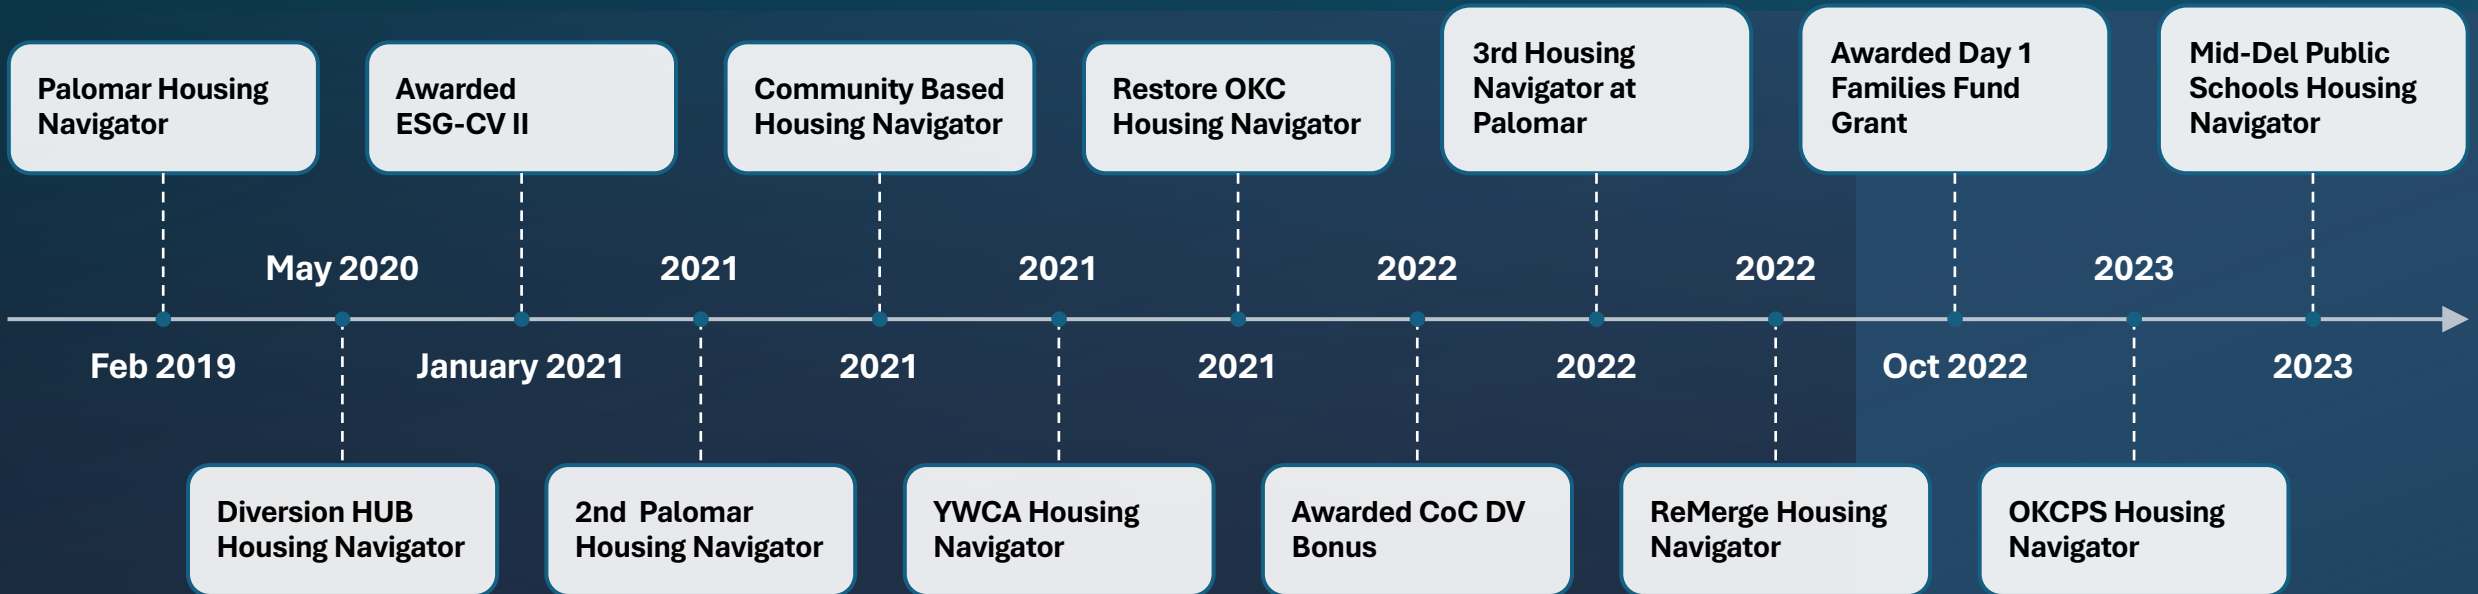 Palomar Housing
Navigator
Awarded
ESG-CV II
Community Based
Housing Navigator
Restore OKC
Housing Navigator
3rd Housing
Navigator at
Palomar
Awarded Day 1
Families Fund
Grant
Mid-Del Public
Schools Housing
Navigator
May 2020
2021
2021
2022
2022
2023
Feb 2019
January 2021
2021
2021
2022
Oct 2022
2023
Diversion HUB
Housing Navigator
2nd  Palomar
Housing Navigator
YWCA Housing
Navigator
Awarded CoC DV
Bonus
ReMerge Housing
Navigator
OKCPS Housing
Navigator